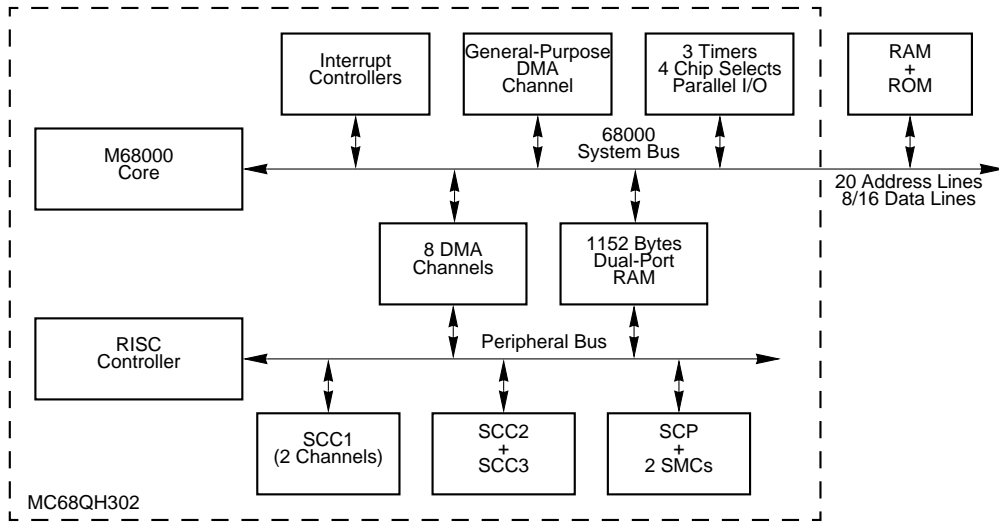 Interrupt
Controllers
General-Purpose
DMA
Channel
3 Timers
4 Chip Selects
Parallel I/O
RAM
+
ROM
M68000
Core
68000
System Bus
20 Address Lines
8/16 Data Lines
8 DMA
Channels
1152 Bytes
Dual-Port
RAM
RISC
Controller
Peripheral Bus
SCC1
(2 Channels)
SCC2
+
SCC3
SCP
+
2 SMCs
MC68QH302